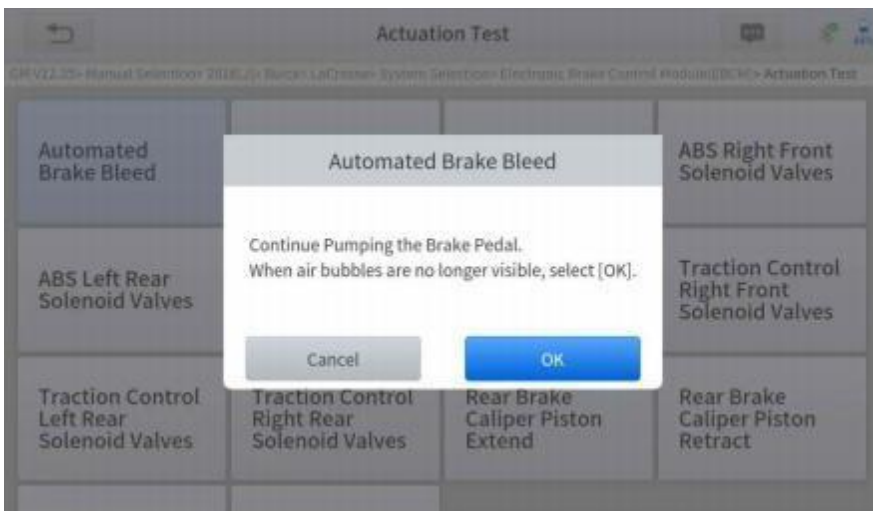 Actuation Test
> Actuation Test
Automated
Brake Bleed
ABS Right Front
Solenoid Valves
Automated Brake Bleed
Continue Pumping the Brake Pedal.
When air bubbles are no longer visible, select [OK].
Cancel
OK
ABS Left Rear
Solenoid Valves
Traction Control
Right Front
Solenoid Valves
Traction Control
Left Rear
Solenoid Valves
Traction Control
Right Rear
Solenoid Valves
Rear Brake
Caliper Piston
Extend
Rear Brake
Caliper Piston
Retract